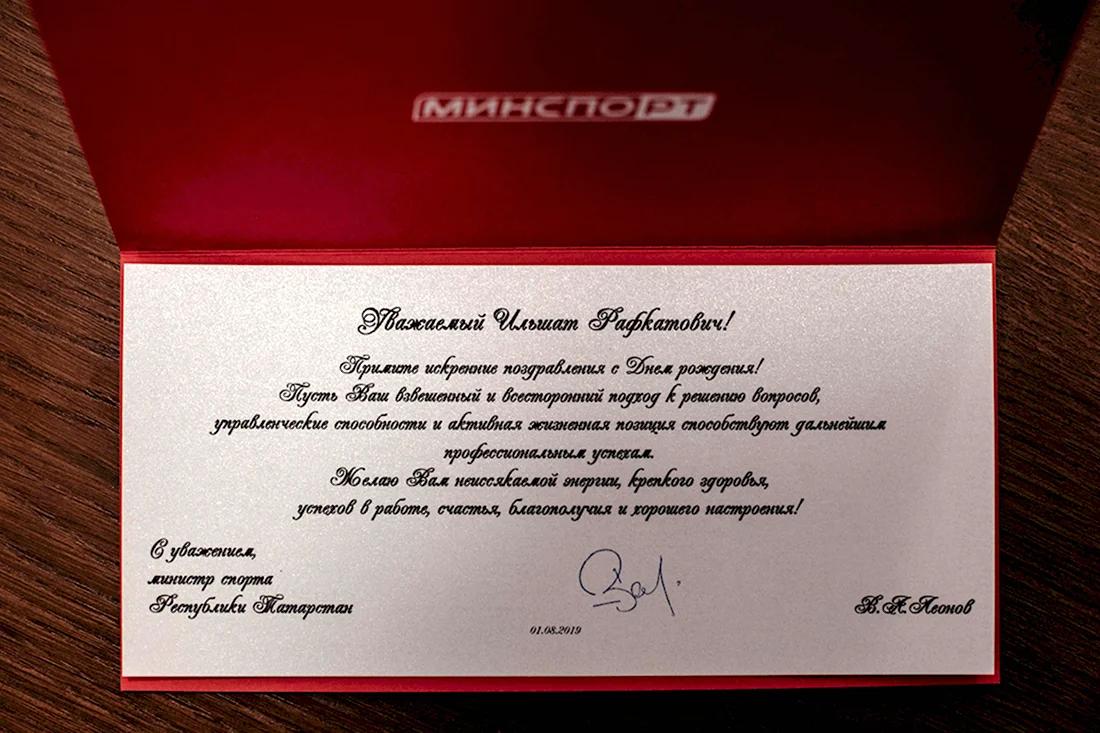 МИНСПОРТ
Уважаемый Ильшат Рафкатович!
Примите искренние поздравления с Днем рождения!
Пусть Ваш взвешенный и всесторонний подход к решению вопросов,
управленческие способности и активная жизненная позиция способствуют дальнейшим
профессиональным успехам.
Желаю Вам неиссякаемой энергии, крепкого здоровья,
успехов в работе, счастья, благополучия и хорошего настроения!
С уважением,
министр спорта
Республики Татарстан
В.А.Леонов
01.08.2019